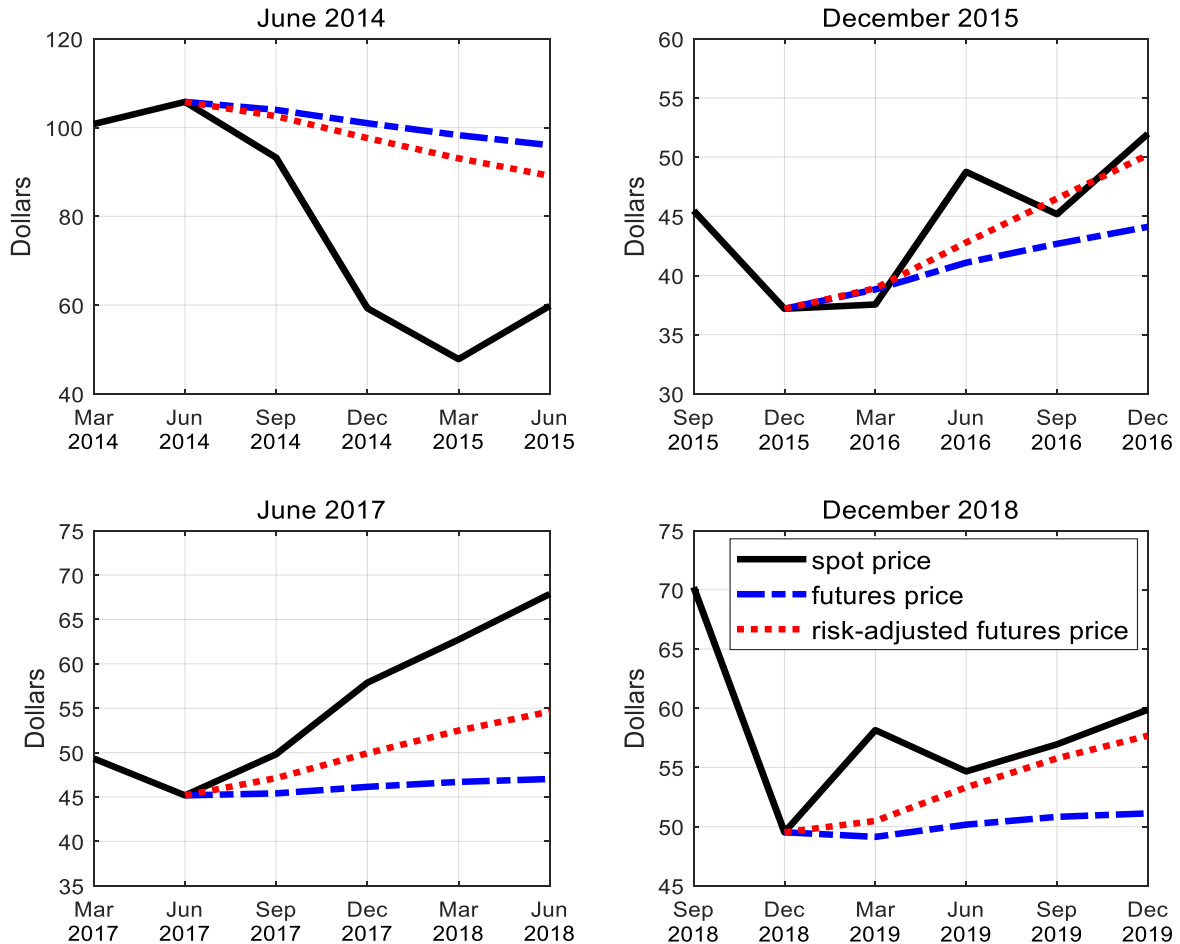 June 2014
120
100
80
60
40
Dollars
Mar Jun Sep Dec Mar Jun
2014 2014 2014 2014 2015 2015
December 2015
60
55
50
45
40
35
30
Dollars
Sep Dec Mar Jun Sep Dec
2015 2015 2016 2016 2016 2016
June 2017
75
70
65
60
55
50
45
40
35
Dollars
Mar Jun Sep Dec Mar Jun
2017 2017 2017 2017 2018 2018
December 2018
75
70
65
60
55
50
45
Dollars
spot price
futures price
risk-adjusted futures price
Sep Dec Mar Jun Sep Dec
2018 2018 2019 2019 2019 2019